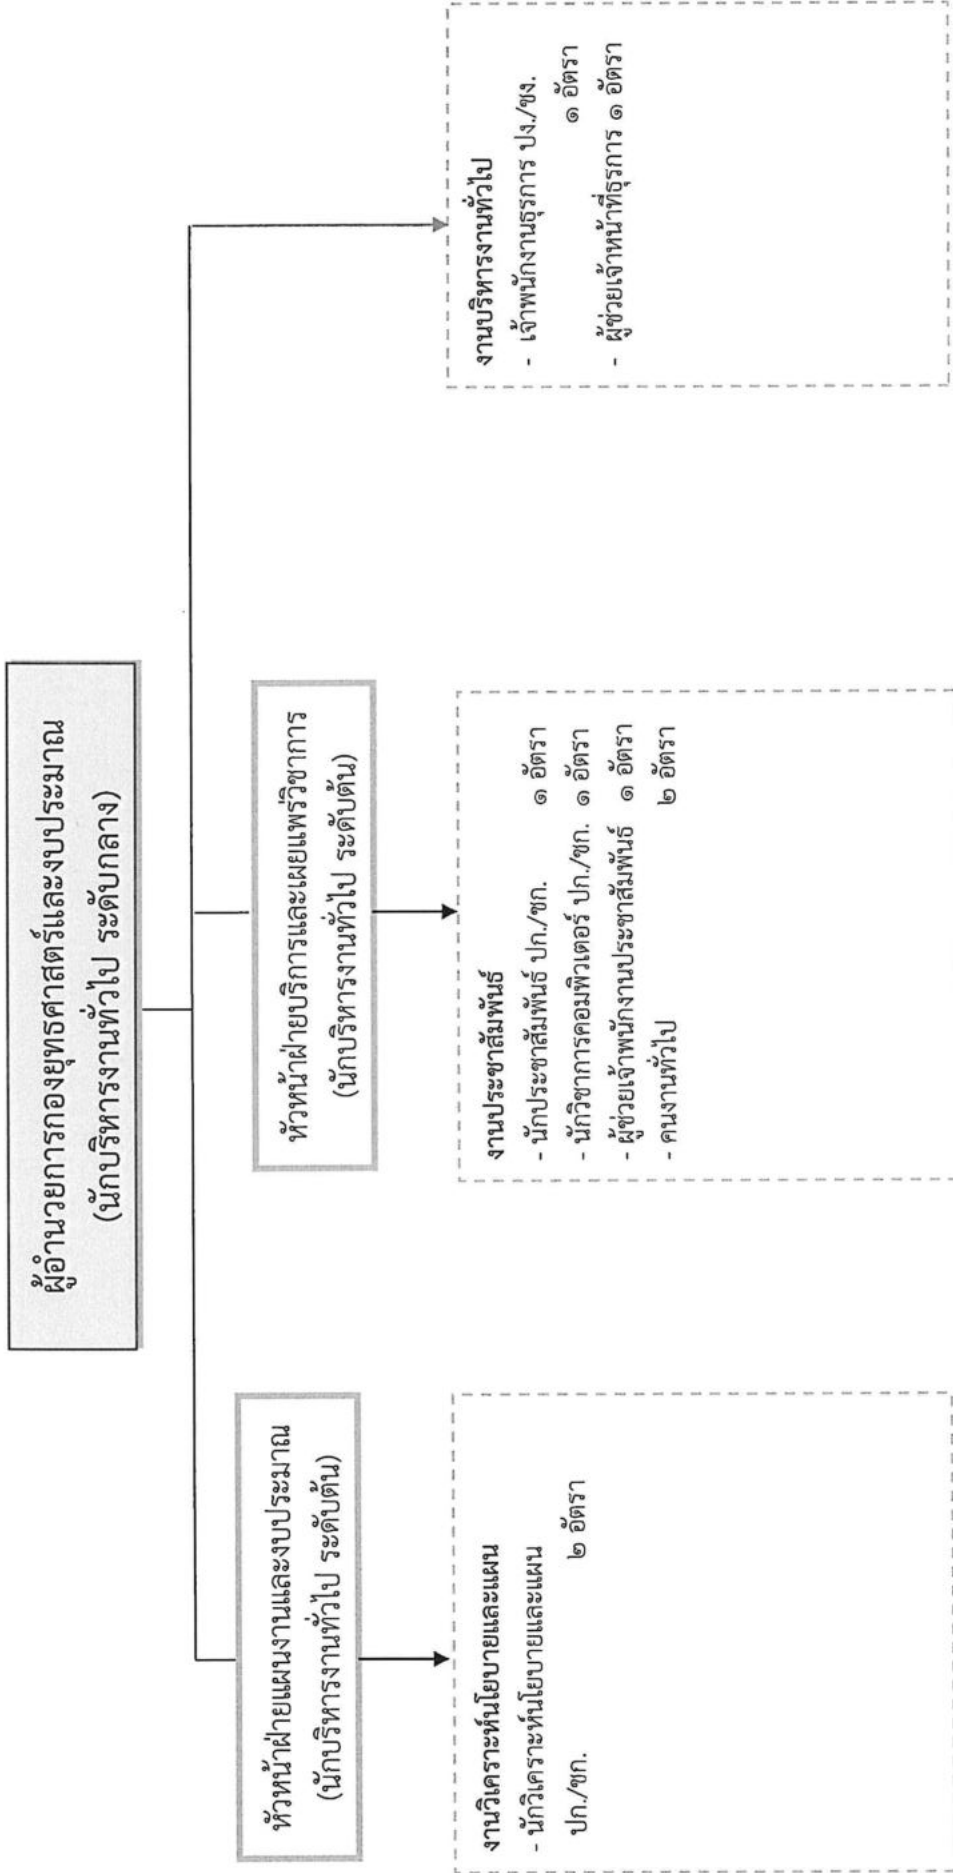 ผู้อำนวยการกองยุทธศาสตร์และงบประมาณ
(นักบริหารงานทั่วไป ระดับกลาง)
หัวหน้าฝ่ายแผนงานและงบประมาณ
(นักบริหารงานทั่วไป ระดับต้น)
งานวิเคราะห์นโยบายและแผน
- นักวิเคราะห์นโยบายและแผน
ปก./ชก. ๒ อัตรา
หัวหน้าฝ่ายบริการและเผยแพร่วิชาการ
(นักบริหารงานทั่วไป ระดับต้น)
งานประชาสัมพันธ์
- นักประชาสัมพันธ์ ปก./ชก. ๑ อัตรา
- นักวิชาการคอมพิวเตอร์ ปก./ชก. ๑ อัตรา
- ผู้ช่วยเจ้าพนักงานประชาสัมพันธ์ ๑ อัตรา
- คนงานทั่วไป ๒ อัตรา
งานบริหารงานทั่วไป
- เจ้าพนักงานธุรการ ปง./ชง.
๑ อัตรา
- ผู้ช่วยเจ้าหน้าที่ธุรการ ๑ อัตรา